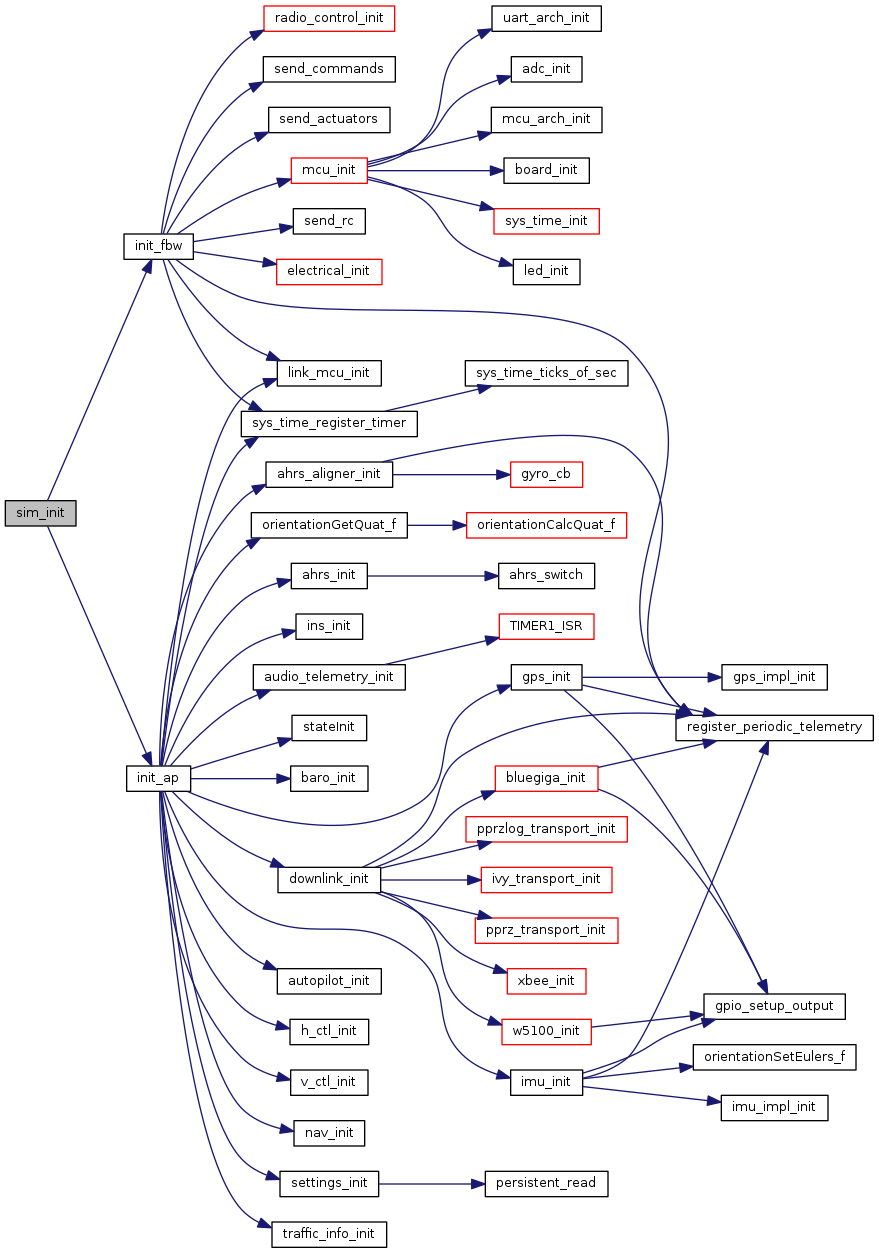 radio_control_init
uart_arch_init
send_commands
adc_init
send_actuators
mcu_arch_init
mcu_init
board_init
send_rc
sys_time_init
init_fbw
electrical_init
led_init
link_mcu_init
sys_time_ticks_of_sec
sys_time_register_timer
ahrs_aligner_init
gyro_cb
sim_init
orientationGetQuat_f
orientationCalcQuat_f
ahrs_init
ahrs_switch
ins_init
TIMER1_ISR
audio_telemetry_init
gps_init
gps_impl_init
stateInit
register_periodic_telemetry
init_ap
baro_init
bluegiga_init
pprzlog_transport_init
downlink_init
ivy_transport_init
pprz_transport_init
autopilot_init
xbee_init
gpio_setup_output
h_ctl_init
w5100_init
orientationSetEulers_f
v_ctl_init
imu_init
imu_impl_init
nav_init
settings_init
persistent_read
traffic_info_init